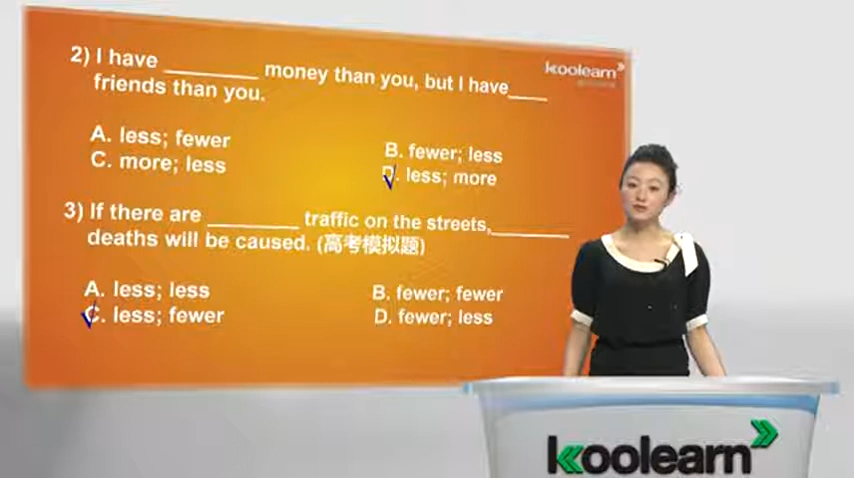 2) I have ________ money than you, but I have____
friends than you.
koolearn
A. less; fewer
B. fewer; less
C. more; less
D. less; more
3) If there are ________ traffic on the streets,_______
deaths will be caused. (高考模拟题)
A. less; less
B. fewer; fewer
C. less; fewer
D. fewer; less
koolearn